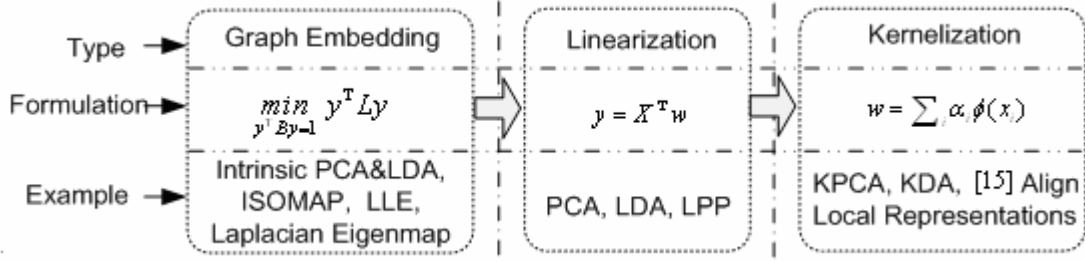 Type Graph Embedding Linearization Kernelization
Formulation min y^T Ly y = X^T w w = ∑_i α_i ϕ(x_i)
y^T By=1
Example Intrinsic PCA&LDA, ISOMAP, LLE, Laplacian Eigenmap PCA, LDA, LPP KPCA, KDA, [15] Align Local Representations